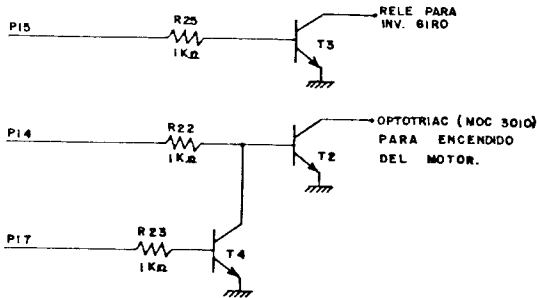 RELE PARA
INV. GIRO
P15
R25
1KΩ
T3
P14
R22
1KΩ
T2
OPTOTRIAC (MOC 3010)
PARA ENCENDIDO
DEL MOTOR.
P17
R23
1KΩ
T4